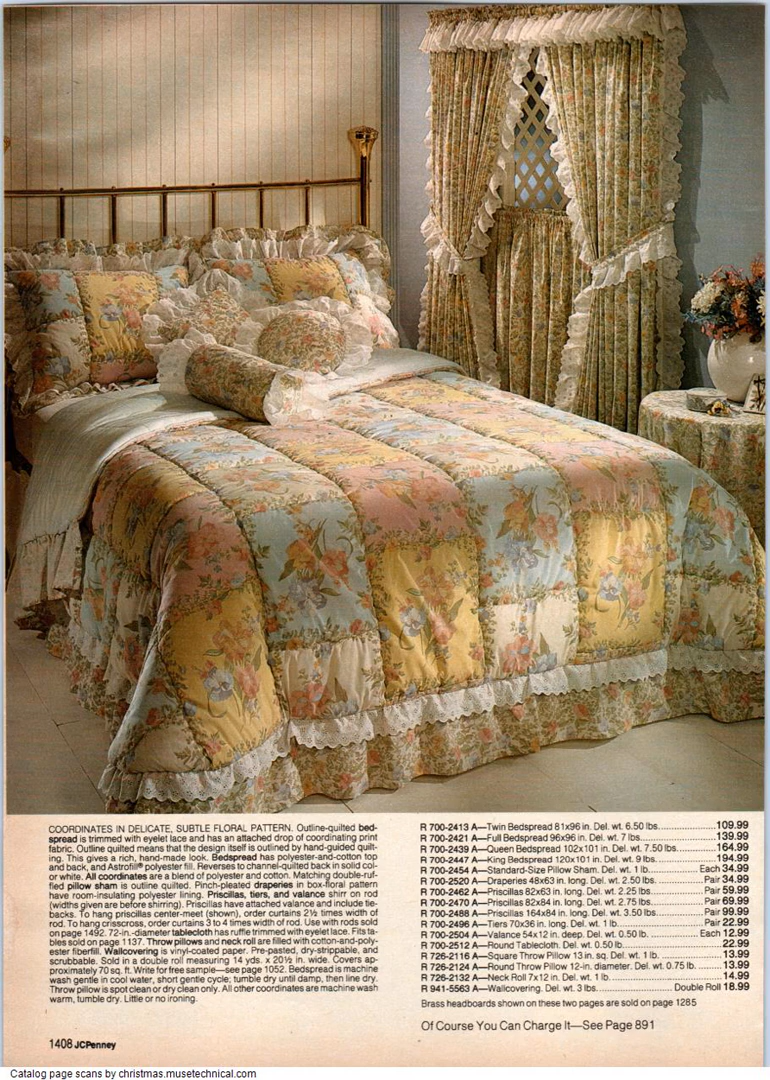 COORDINATES IN DELICATE, SUBTLE FLORAL PATTERN. Outline-quilted bed-
spread is trimmed with eyelet lace and has an attached drop of coordinating print
fabric. Outline quilted means that the design itself is outlined by hand-guided quilt-
ing. This gives a rich, hand-made look. Bedspread has polyester-and-cotton top
and back, and Astrofill® polyester fill. Reverses to channel-quilted back in solid col-
or white. All coordinates are a blend of polyester and cotton. Matching double-ruf-
fled pillow sham is outline quilted. Pinch-pleated draperies in box-floral pattern
have room-insulating polyester lining. Priscillas, tiers, and valance shirr on rod
(widths given are before shirring). Priscillas have attached valance and include tie-
backs. To hang priscillas center-meet (shown), order curtains 2½ times width of
rod. To hang crisscross, order curtains 3 to 4 times width of rod. Use with rods sold
on page 1492. 72-in.-diameter tablecloth has ruffle trimmed with eyelet lace. Fits ta-
bles sold on page 1137. Throw pillows and neck roll are filled with cotton-and-poly-
ester fiberfill. Wallcovering is vinyl-coated paper. Pre-pasted, dry-strippable, and
scrubbable. Sold in a double roll measuring 14 yds. x 20½ in. wide. Covers ap-
proximately 70 sq. ft. Write for free sample—see page 1052. Bedspread is machine
wash gentle in cool water, short gentle cycle; tumble dry until damp, then line dry.
Throw pillow is spot clean or dry clean only. All other coordinates are machine wash
warm, tumble dry. Little or no ironing.
R 700-2413 A—Twin Bedspread 81x96 in. Del. wt. 6.50 lbs. 109.99
R 700-2421 A—Full Bedspread 96x96 in. Del. wt. 7 lbs. 139.99
R 700-2439 A—Queen Bedspread 102x101 in. Del. wt. 7.50 lbs. 164.99
R 700-2447 A—King Bedspread 120x101 in. Del. wt. 9 lbs. 194.99
R 700-2454 A—Standard-Size Pillow Sham. Del. wt. 1 lb. Each 34.99
R 700-2520 A—Draperies 48x63 in. long. Del. wt. 2.50 lbs. Pair 34.99
R 700-2462 A—Priscillas 82x63 in. long. Del. wt. 2.25 lbs. Pair 59.99
R 700-2470 A—Priscillas 82x84 in. long. Del. wt. 2.75 lbs. Pair 69.99
R 700-2488 A—Priscillas 164x84 in. long. Del. wt. 3.50 lbs. Pair 99.99
R 700-2496 A—Tiers 70x36 in. long. Del. wt. 1 lb. Pair 22.99
R 700-2504 A—Valance 54x12 in. deep. Del. wt. 0.50 lb. Each 12.99
R 700-2512 A—Round Tablecloth. Del. wt. 0.50 lb. 22.99
R 726-2116 A—Square Throw Pillow 13 in. sq. Del. wt. 1 lb. 13.99
R 726-2124 A—Round Throw Pillow 12-in. diameter. Del. wt. 0.75 lb. 13.99
R 726-2132 A—Neck Roll 7x12 in. Del. wt. 1 lb. 14.99
R 941-5563 A—Wallcovering. Del. wt. 3 lbs. Double Roll 18.99
Brass headboards shown on these two pages are sold on page 1285
Of Course You Can Charge It—See Page 891
1408 JCPenney
Catalog page scans by christmas.musetechnical.com